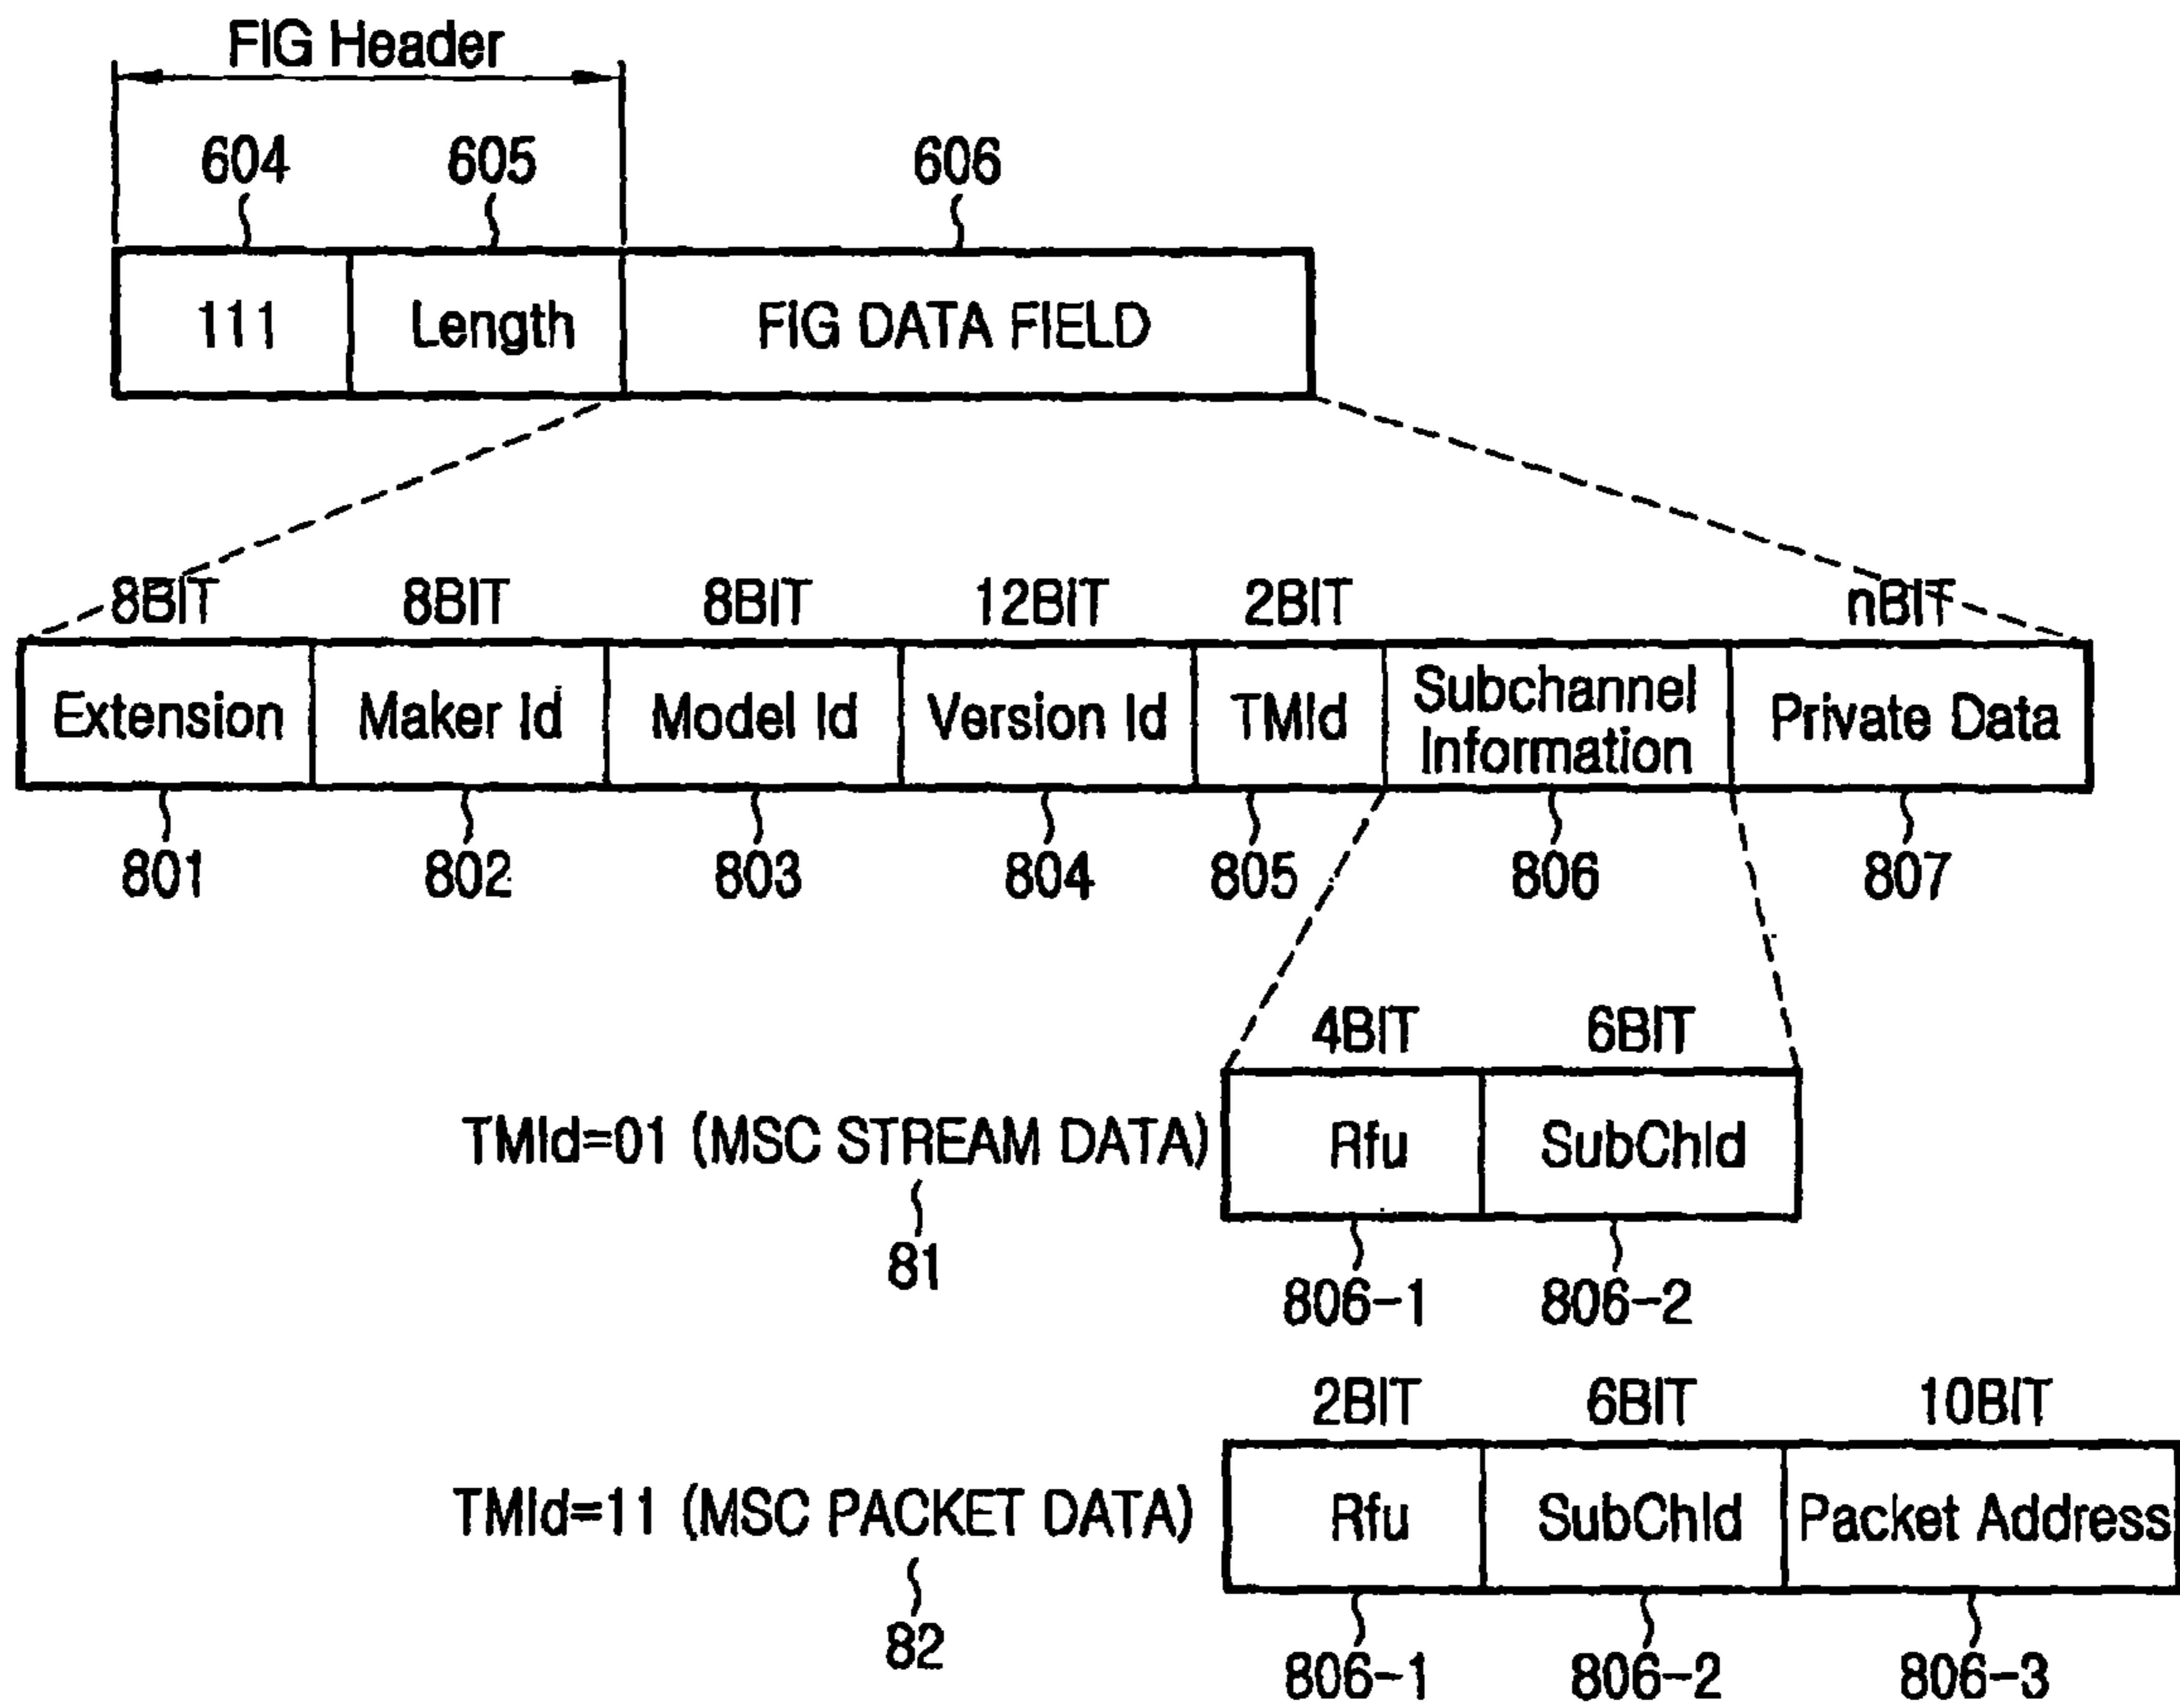 FIG Header
604 605 606
111 Length FIG DATA FIELD
8BIT 8BIT 8BIT 12BIT 2BIT nBIT
Extension Maker Id Model Id Version Id TMId Subchannel Information Private Data
801 802 803 804 805 806 807
4BIT 6BIT
TMId=01 (MSC STREAM DATA) Rfu SubChId
81
806-1 806-2
2BIT 6BIT 10BIT
TMId=11 (MSC PACKET DATA) Rfu SubChId Packet Address
82
806-1 806-2 806-3